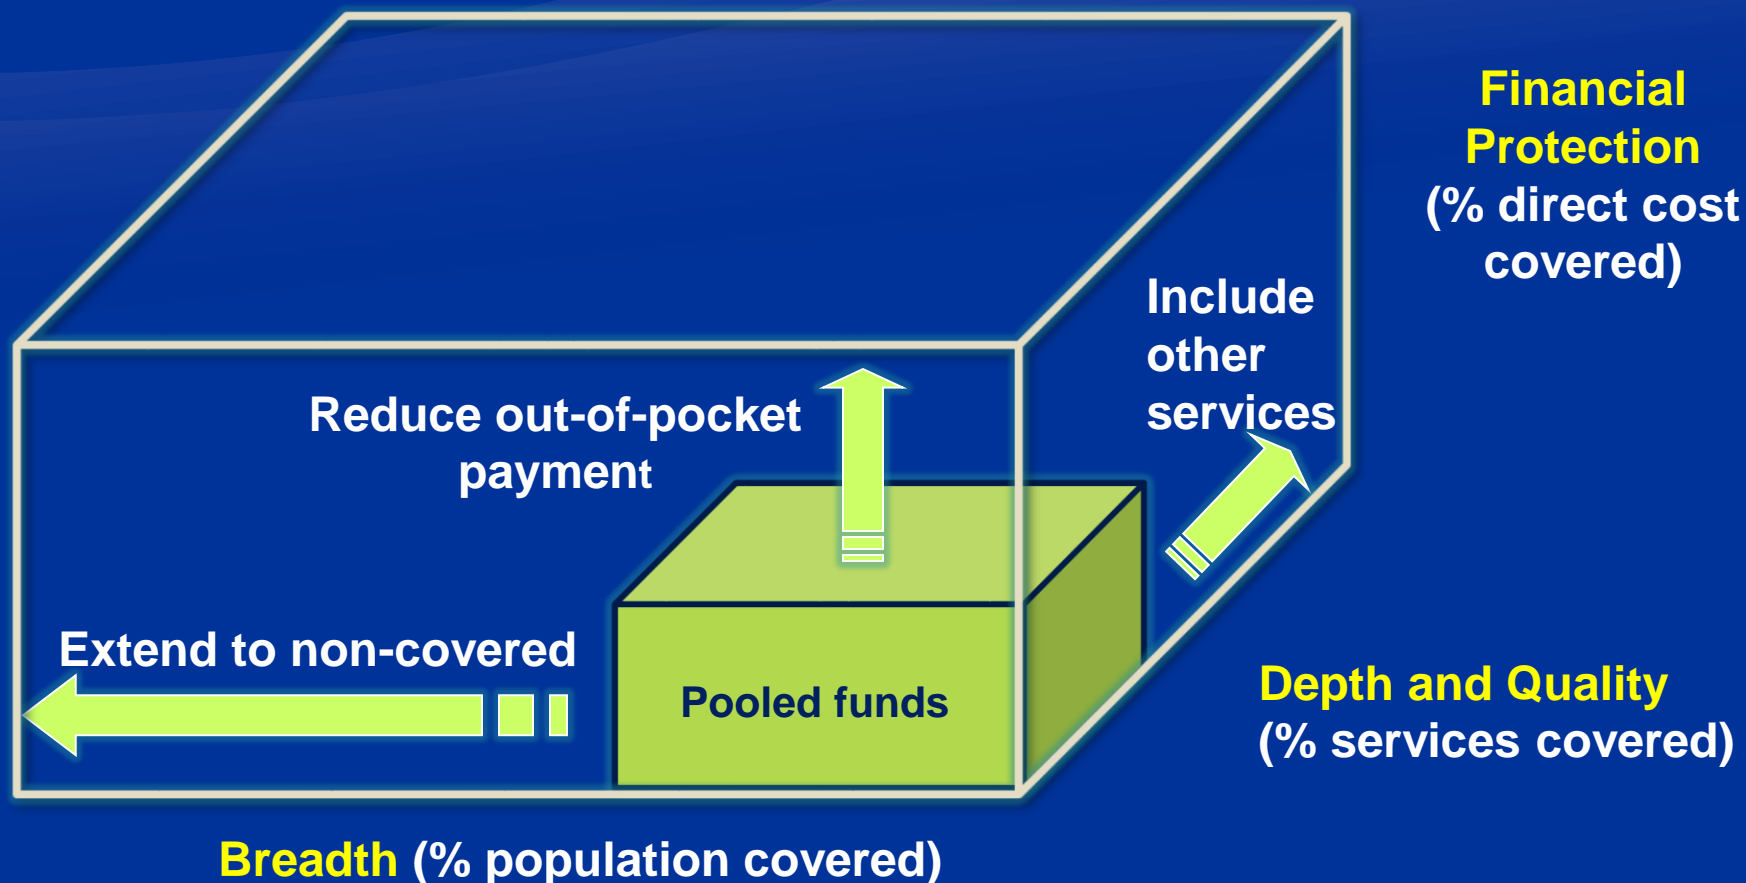 Financial
Protection
(% direct cost
covered)
Include
other
services
Reduce out-of-pocket
payment
Extend to non-covered
Pooled funds
Depth and Quality
(% services covered)
Breadth (% population covered)